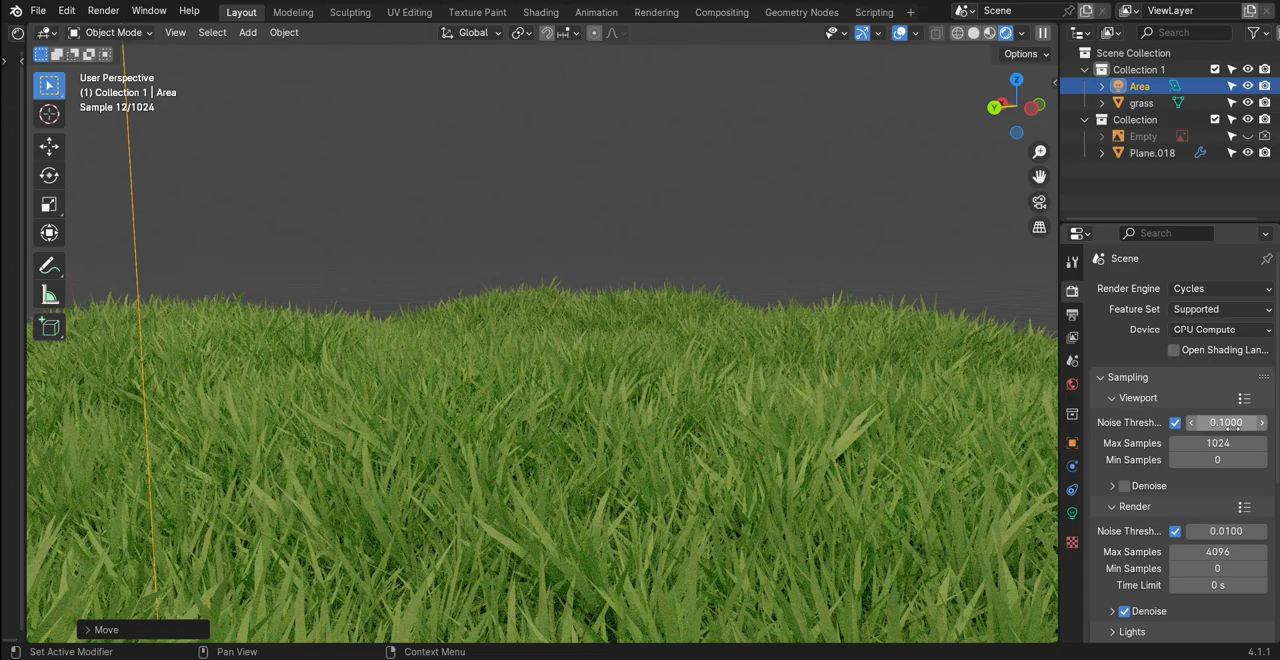 File Edit Render Window Help Layout Modeling Sculpting UV Editing Texture Paint Shading Animation Rendering Compositing Geometry Nodes Scripting + Scene ViewLayer
Object Mode View Select Add Object Global Search
Options
User Perspective
(1) Collection 1 | Area
Sample 12/1024
Z
Y
Scene Collection
Collection 1
Area
grass
Collection
Empty
Plane.018
Search
Scene
Render Engine Cycles
Feature Set Supported
Device CPU Compute
Open Shading Lan...
Sampling
Viewport
Noise Thresh... 0.1000
Max Samples 1024
Min Samples 0
Denoise
Render
Noise Thresh... 0.0100
Max Samples 4096
Min Samples 0
Time Limit 0 s
Denoise
Lights
Move
Set Active Modifier Pan View Context Menu 4.1.1